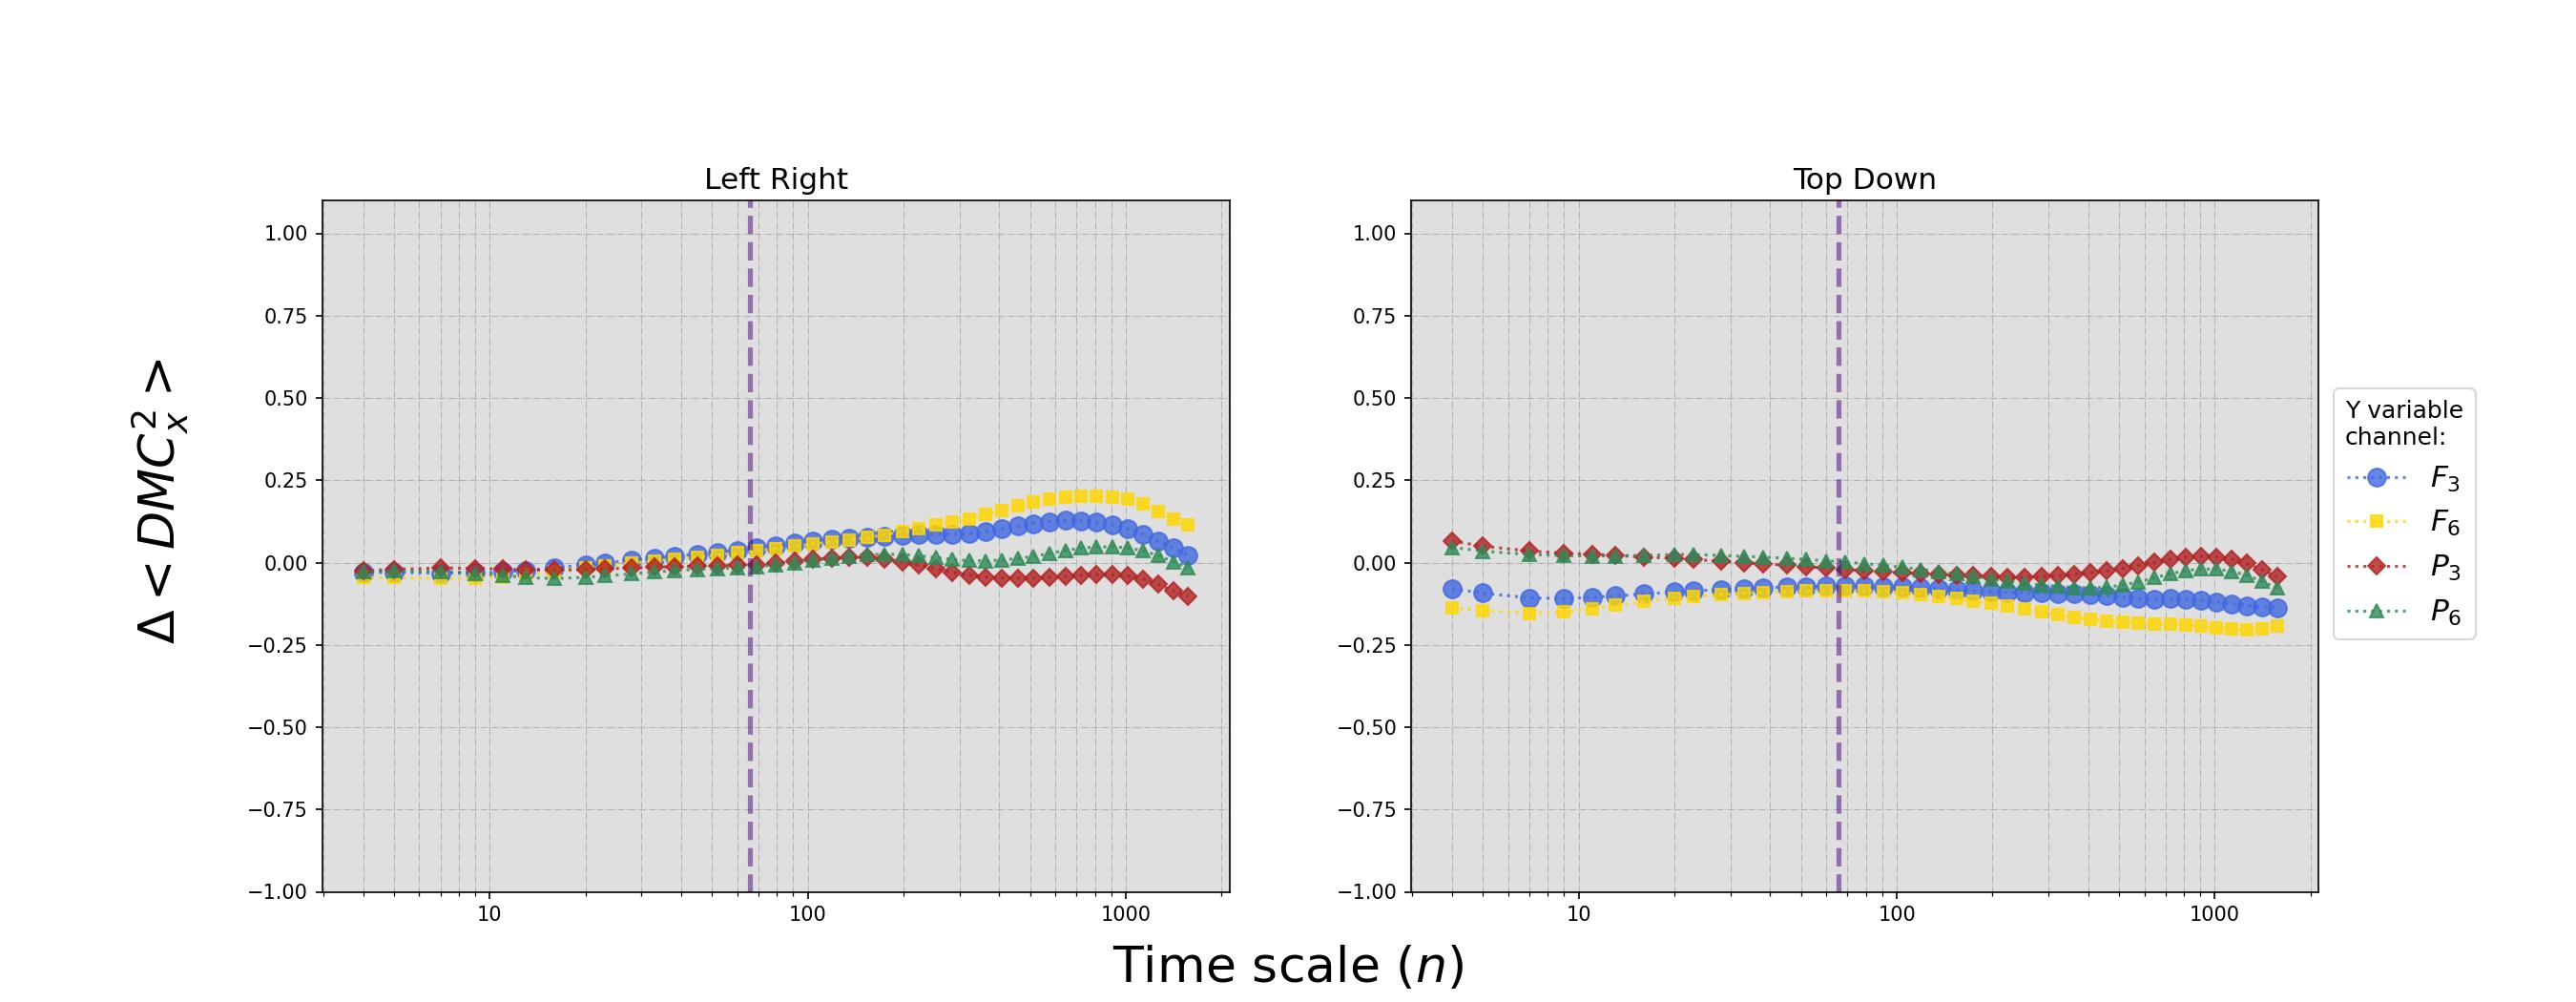 Left Right
Top Down
Δ < DMC²ₓ >
1.00
0.75
0.50
0.25
0.00
−0.25
−0.50
−0.75
−1.00
10 100 1000
1.00
0.75
0.50
0.25
0.00
−0.25
−0.50
−0.75
−1.00
10 100 1000
Time scale (n)
Y variable
channel:
F₃
F₆
P₃
P₆